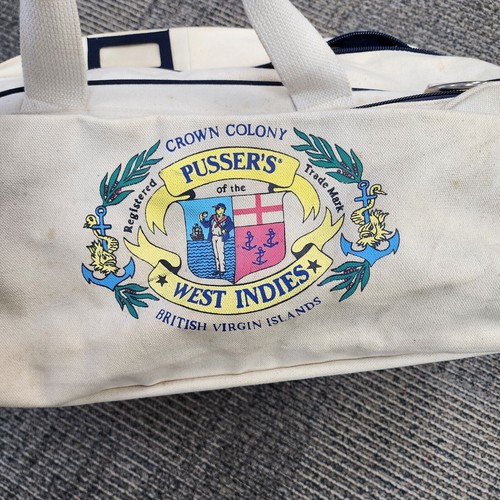 CROWN COLONY
PUSSER'S®
of the
Registered
Trade Mark
WEST INDIES
BRITISH VIRGIN ISLANDS